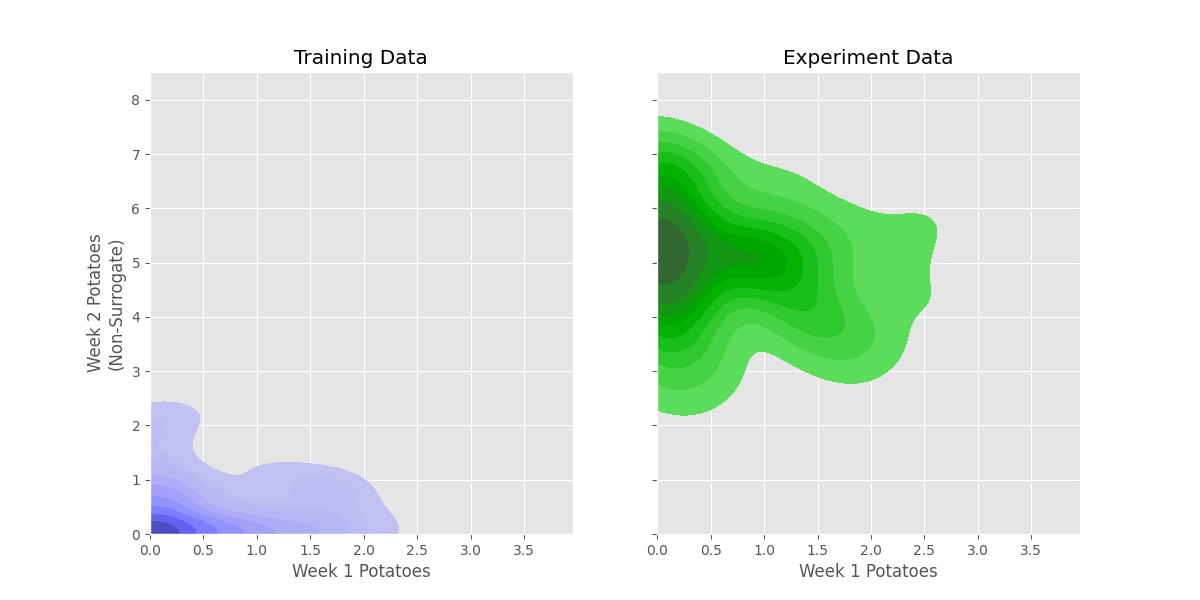 Training Data
Experiment Data
Week 2 Potatoes
(Non-Surrogate)
8
7
6
5
4
3
2
1
0
0.0 0.5 1.0 1.5 2.0 2.5 3.0 3.5
0.0 0.5 1.0 1.5 2.0 2.5 3.0 3.5
Week 1 Potatoes
Week 1 Potatoes